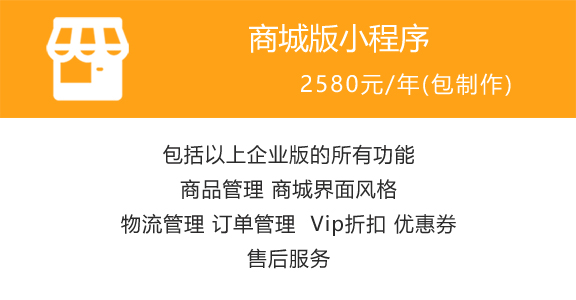 商城版小程序
2580元/年(包制作)
包括以上企业版的所有功能
商品管理 商城界面风格
物流管理 订单管理 Vip折扣 优惠券
售后服务